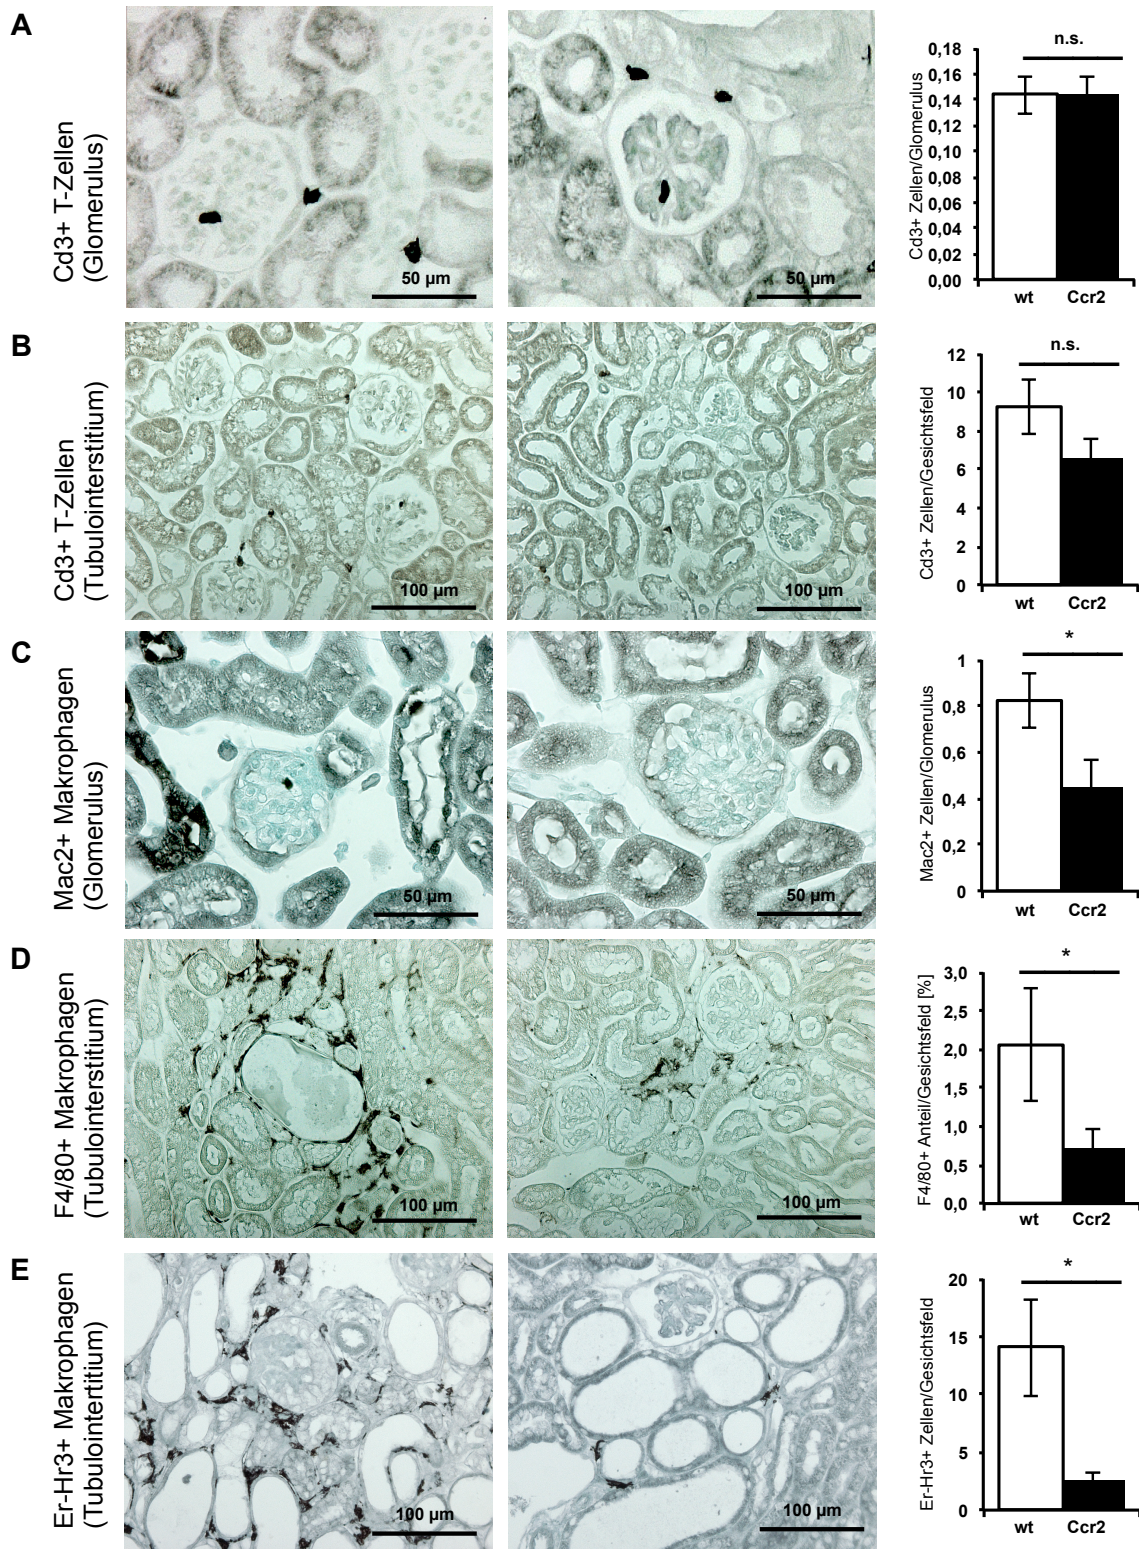 A
Cd3+ T-Zellen
(Glomerulus)
50 µm
50 µm
Cd3+ Zellen/Glomerulus
0,18
0,16
0,14
0,12
0,10
0,08
0,06
0,04
0,02
0,00
n.s.
wt
Ccr2
B
Cd3+ T-Zellen
(Tubulointerstitium)
100 µm
100 µm
Cd3+ Zellen/Gesichtsfeld
12
10
8
6
4
2
0
n.s.
wt
Ccr2
C
Mac2+ Makrophagen
(Glomerulus)
50 µm
50 µm
Mac2+ Zellen/Glomerulus
1
0,8
0,6
0,4
0,2
0
*
wt
Ccr2
D
F4/80+ Makrophagen
(Tubulointerstitium)
100 µm
100 µm
F4/80+ Anteil/Gesichtsfeld [%]
3,0
2,5
2,0
1,5
1,0
0,5
0,0
*
wt
Ccr2
E
Er-Hr3+ Makrophagen
(Tubulointertitium)
100 µm
100 µm
Er-Hr3+ Zellen/Gesichtsfeld
20
15
10
5
0
*
wt
Ccr2